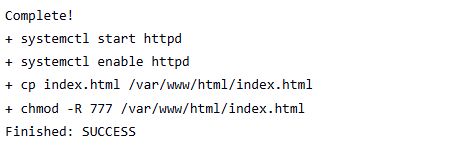 Complete!
+ systemctl start httpd
+ systemctl enable httpd
+ cp index.html /var/www/html/index.html
+ chmod -R 777 /var/www/html/index.html
Finished: SUCCESS